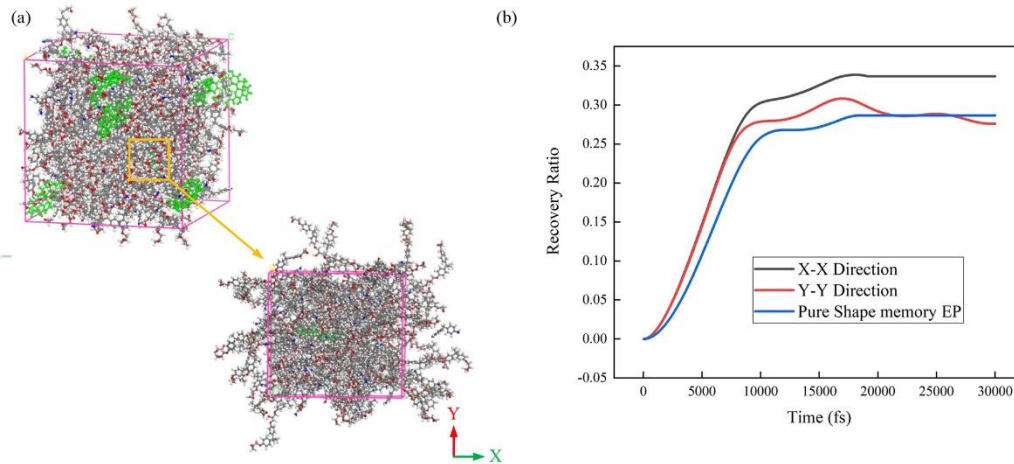 (a)
Y
X
(b)
Recovery Ratio
0.35
0.30
0.25
0.20
0.15
0.10
0.05
0.00
-0.05
X-X Direction
Y-Y Direction
Pure Shape memory EP
0 5000 10000 15000 20000 25000 30000
Time (fs)